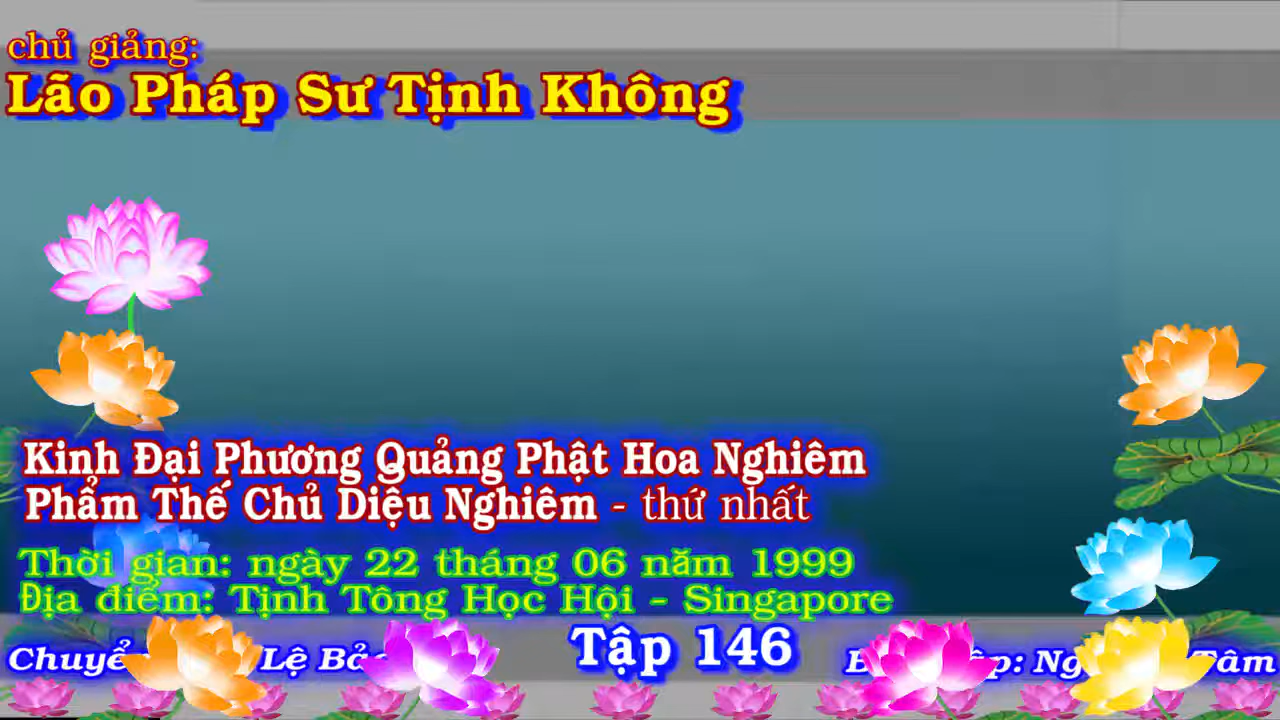 chủ giảng:
Lão Pháp Sư Tịnh Không
Kinh Đại Phương Quảng Phật Hoa Nghiêm
Phẩm Thế Chủ Diệu Nghiêm - thứ nhất
Thời gian: ngày 22 tháng 06 năm 1999
Địa điểm: Tịnh Tông Học Hội - Singapore
Tập 146
Lệ
Tâm